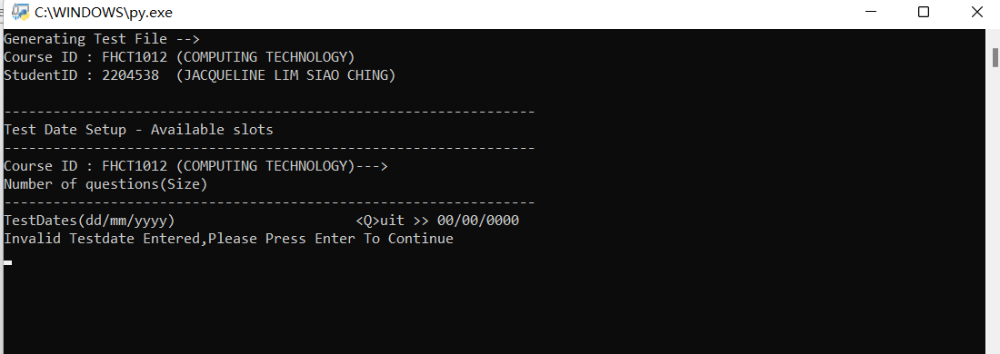 C:\WINDOWS\py.exe
Generating Test File -->
Course ID : FHCT1012 (COMPUTING TECHNOLOGY)
StudentID : 2204538  (JACQUELINE LIM SIAO CHING)
-----------------------------------------------------------------
Test Date Setup - Available slots
-----------------------------------------------------------------
Course ID : FHCT1012 (COMPUTING TECHNOLOGY)--->
Number of questions(Size)
-----------------------------------------------------------------
TestDates(dd/mm/yyyy)                      <Q>uit >> 00/00/0000
Invalid Testdate Entered,Please Press Enter To Continue